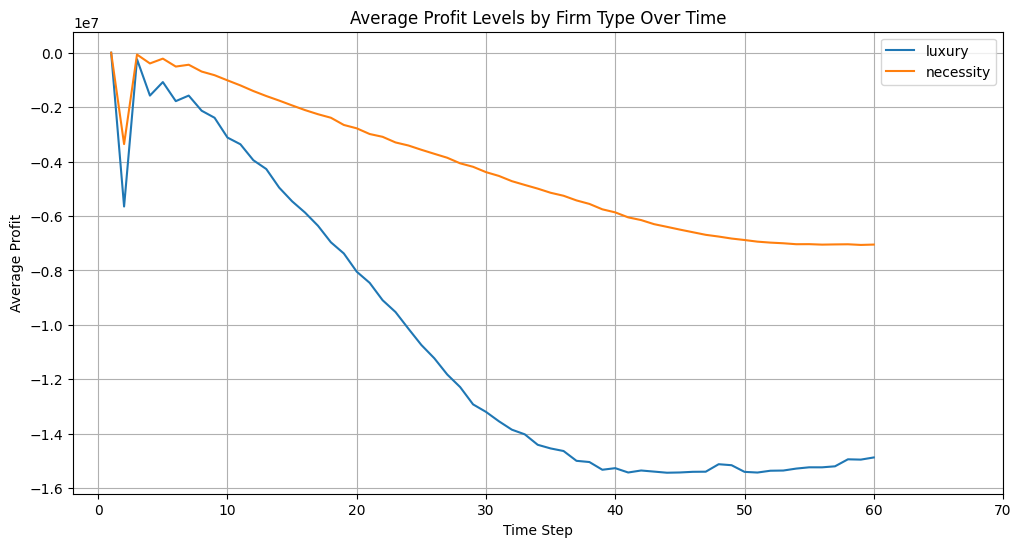 Average Profit Levels by Firm Type Over Time
1e7
0.0
−0.2
−0.4
−0.6
−0.8
−1.0
−1.2
−1.4
−1.6
Average Profit
luxury
necessity
0 10 20 30 40 50 60 70
Time Step